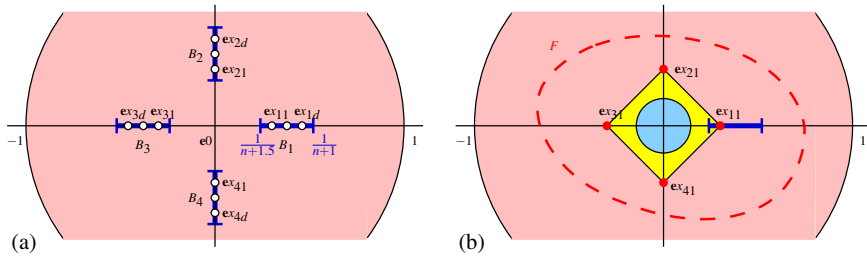 ex2d
B2
ex21
ex3d ex31 ex11 ex1d
−1 e0 1
B3 1/(n+1.5) B1 1/(n+1)
ex41
B4
ex4d
(a)
F
ex21
ex31 ex11
−1 1
ex41
(b)